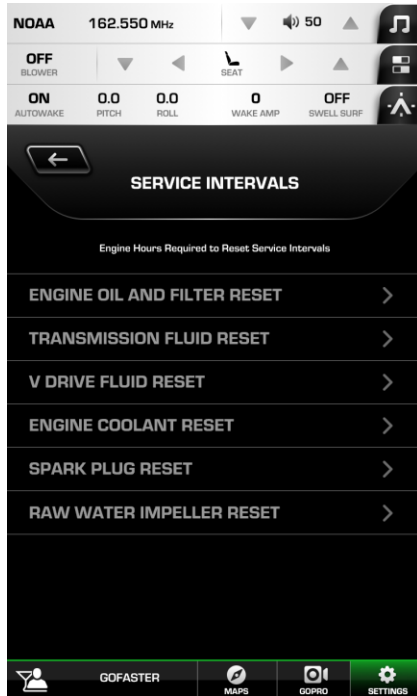 NOAA 162.550 MHz 50
OFF
BLOWER SEAT
ON 0.0 0.0 0 OFF
AUTOWAKE PITCH ROLL WAKE AMP SWELL SURF
SERVICE INTERVALS
Engine Hours Required to Reset Service Intervals
ENGINE OIL AND FILTER RESET
TRANSMISSION FLUID RESET
V DRIVE FLUID RESET
ENGINE COOLANT RESET
SPARK PLUG RESET
RAW WATER IMPELLER RESET
GOFASTER MAPS GOPRO SETTINGS